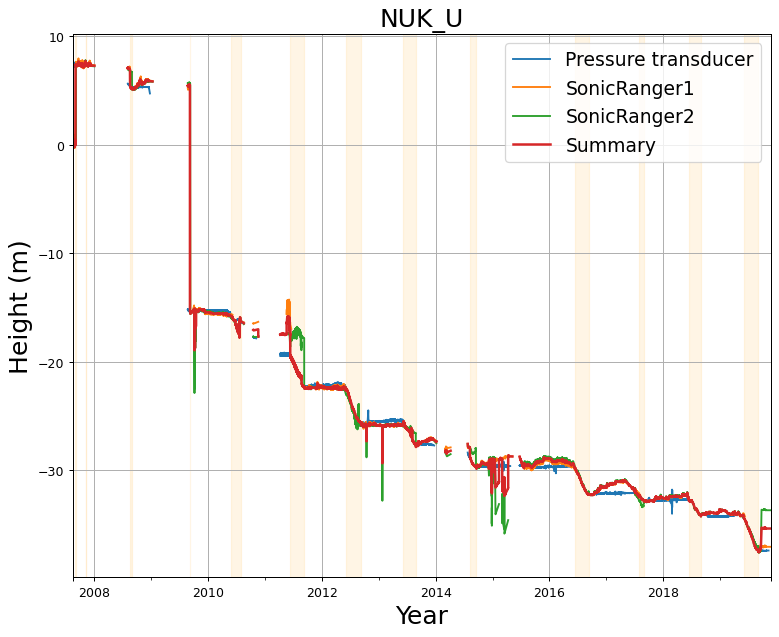 NUK_U
Pressure transducer
SonicRanger1
SonicRanger2
Summary
Height (m)
10
0
−10
−20
−30
2008
2010
2012
2014
2016
2018
Year